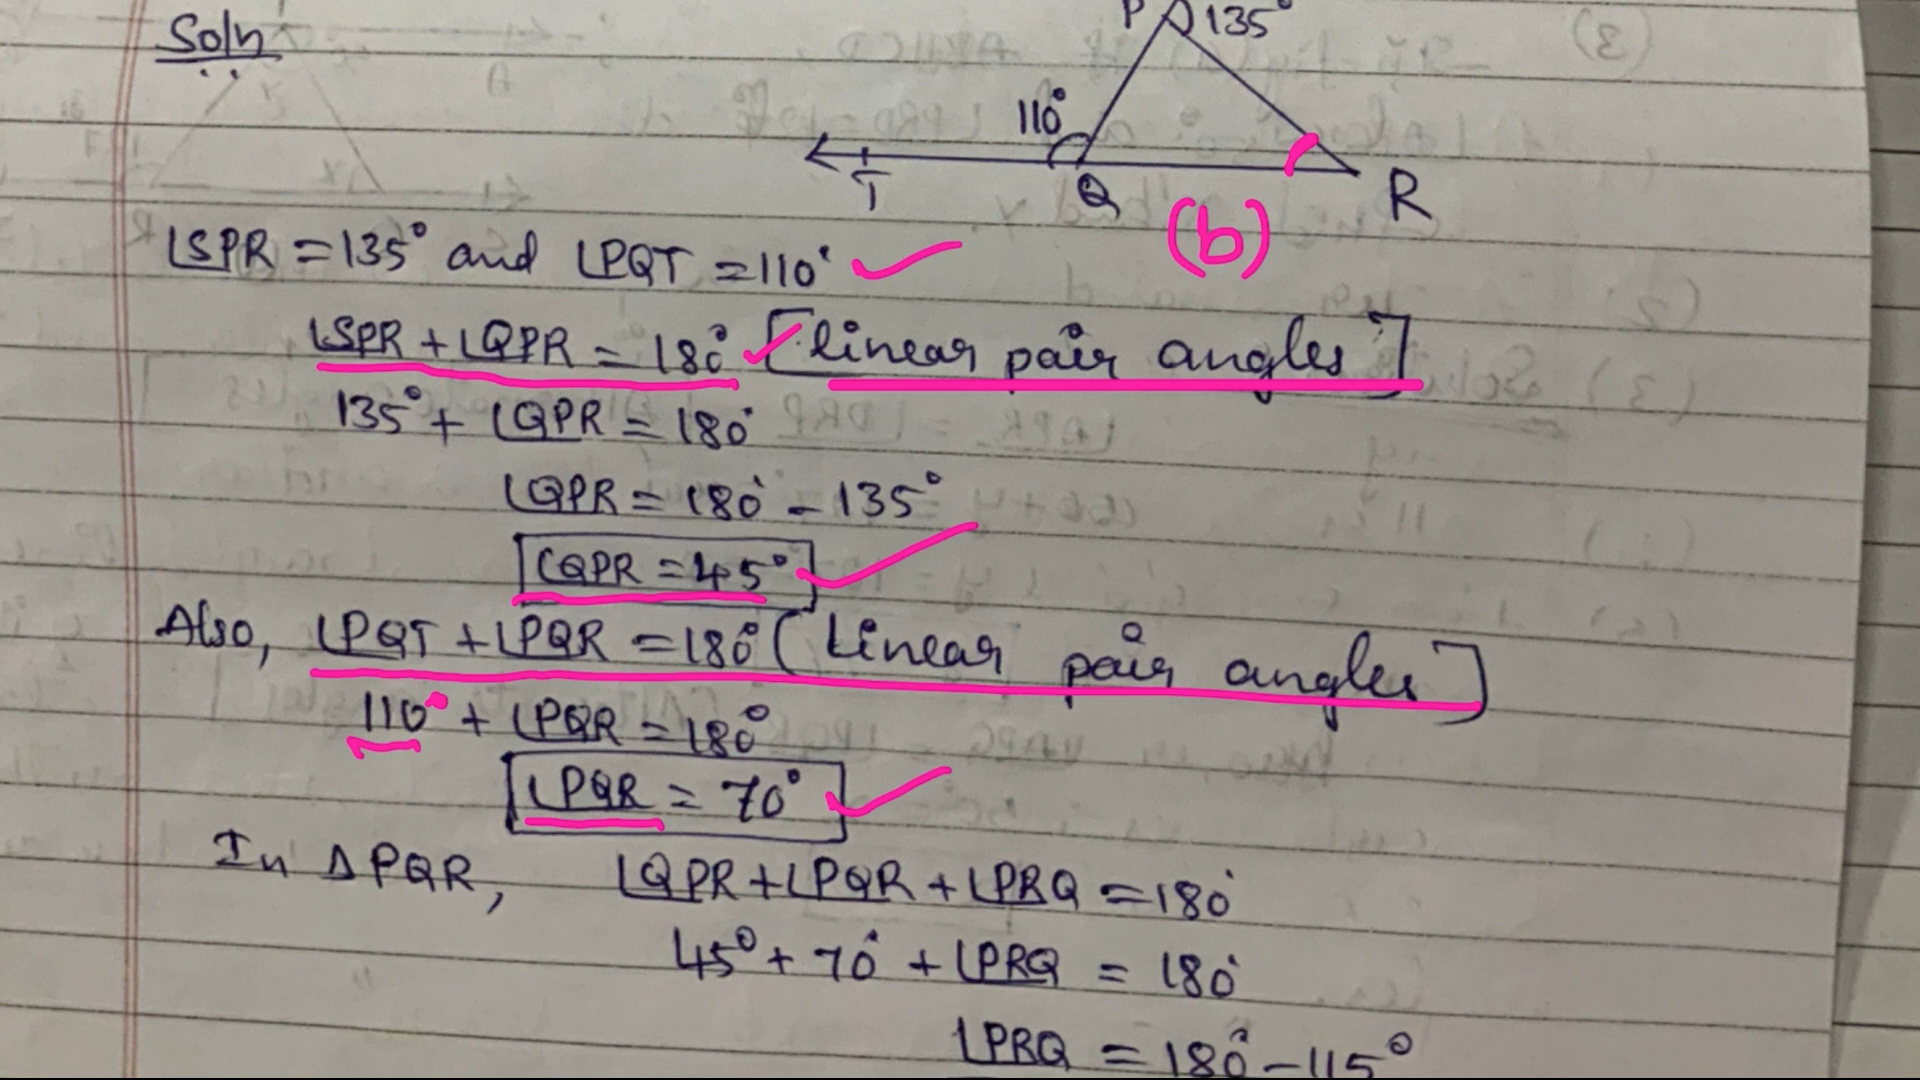 Soln
P 135°
110°
T Q R
(b)
∠SPR = 135° and ∠PQT = 110°
∠SPR + ∠QPR = 180° [linear pair angles]
135° + ∠QPR = 180°
∠QPR = 180° - 135°
∠QPR = 45°
Also, ∠PQT + ∠PQR = 180° (Linear pair angles]
110° + ∠PQR = 180°
∠PQR = 70°
In ΔPQR, ∠QPR + ∠PQR + ∠PRQ = 180°
45° + 70° + ∠PRQ = 180°
∠PRQ = 180° - 115°